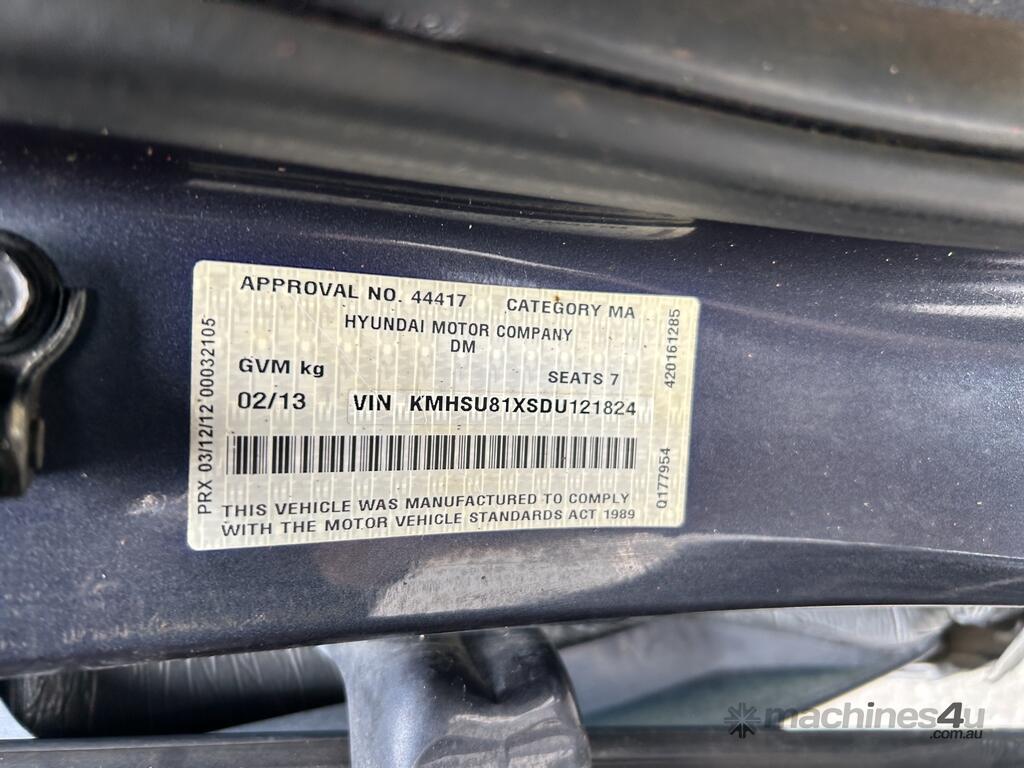 APPROVAL NO. 44417 CATEGORY MA
HYUNDAI MOTOR COMPANY
DM
GVM kg SEATS 7
02/13 VIN KMHSU81XSDU121824
THIS VEHICLE WAS MANUFACTURED TO COMPLY
WITH THE MOTOR VEHICLE STANDARDS ACT 1989
PRX 03/12/12 00032105
420161285
Q177954
machines4u
.com.au